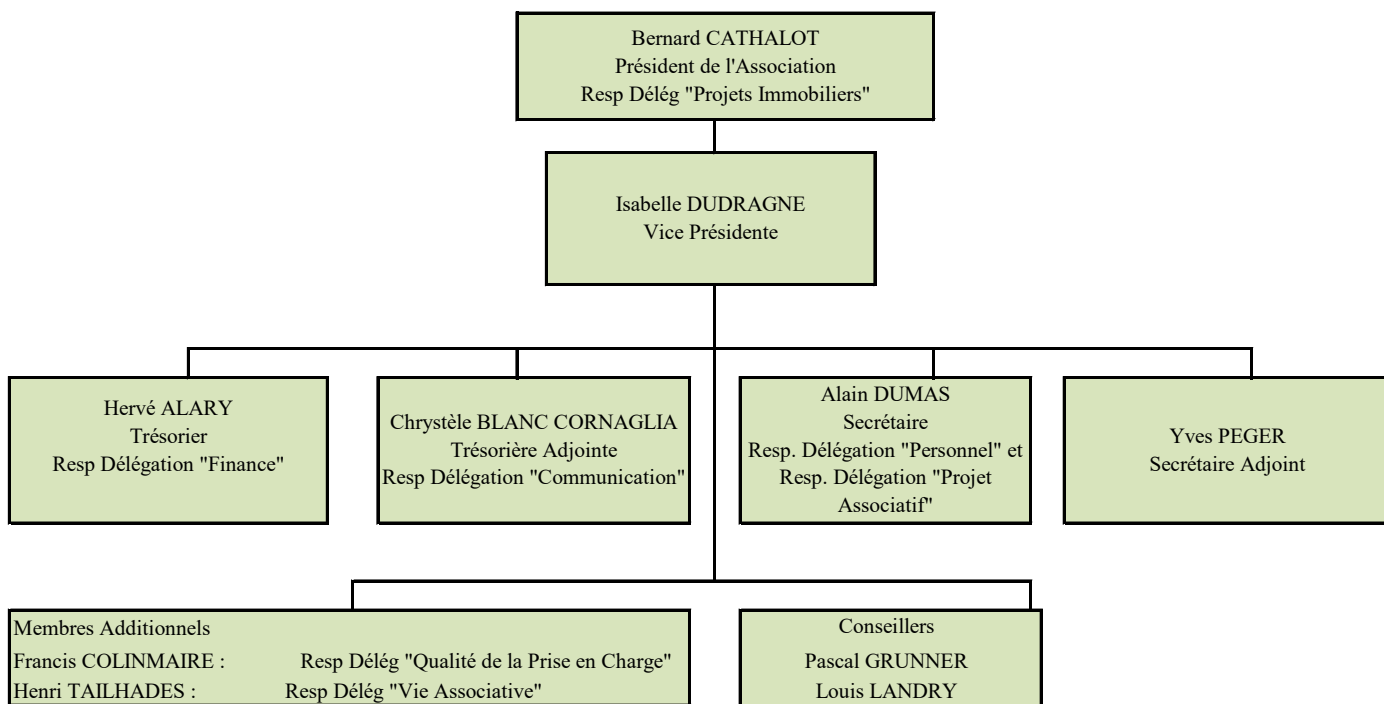 Bernard CATHALOT
Président de l'Association
Resp Délég "Projets Immobiliers"
Isabelle DUDRAGNE
Vice Présidente
Hervé ALARY
Trésorier
Resp Délégation "Finance"
Chrystèle BLANC CORNAGLIA
Trésorière Adjointe
Resp Délégation "Communication"
Alain DUMAS
Secrétaire
Resp. Délégation "Personnel" et
Resp. Délégation "Projet
Associatif"
Yves PEGER
Secrétaire Adjoint
Membres Additionnels
Francis COLINMAIRE : Resp Délég "Qualité de la Prise en Charge"
Henri TAILHADES : Resp Délég "Vie Associative"
Conseillers
Pascal GRUNNER
Louis LANDRY